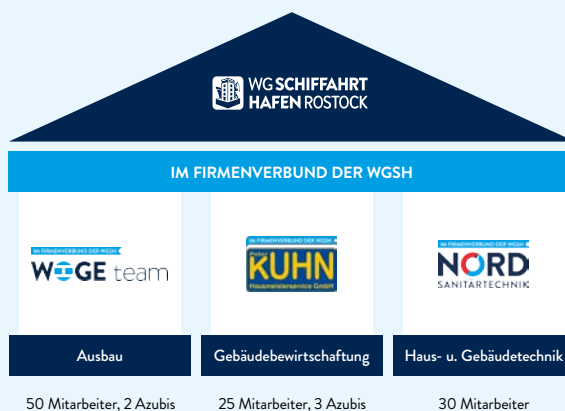 WG SCHIFFAHRT
HAFEN ROSTOCK
IM FIRMENVERBUND DER WGSH
IM FIRMENVERBUND DER WGSH
WOGE team
IM FIRMENVERBUND DER WGSH
Peter
KUHN
Hausmeisterservice GmbH
IM FIRMENVERBUND DER WGSH
NORD
SANITÄRTECHNIK
Ausbau
Gebäudebewirtschaftung
Haus- u. Gebäudetechnik
50 Mitarbeiter, 2 Azubis
25 Mitarbeiter, 3 Azubis
30 Mitarbeiter